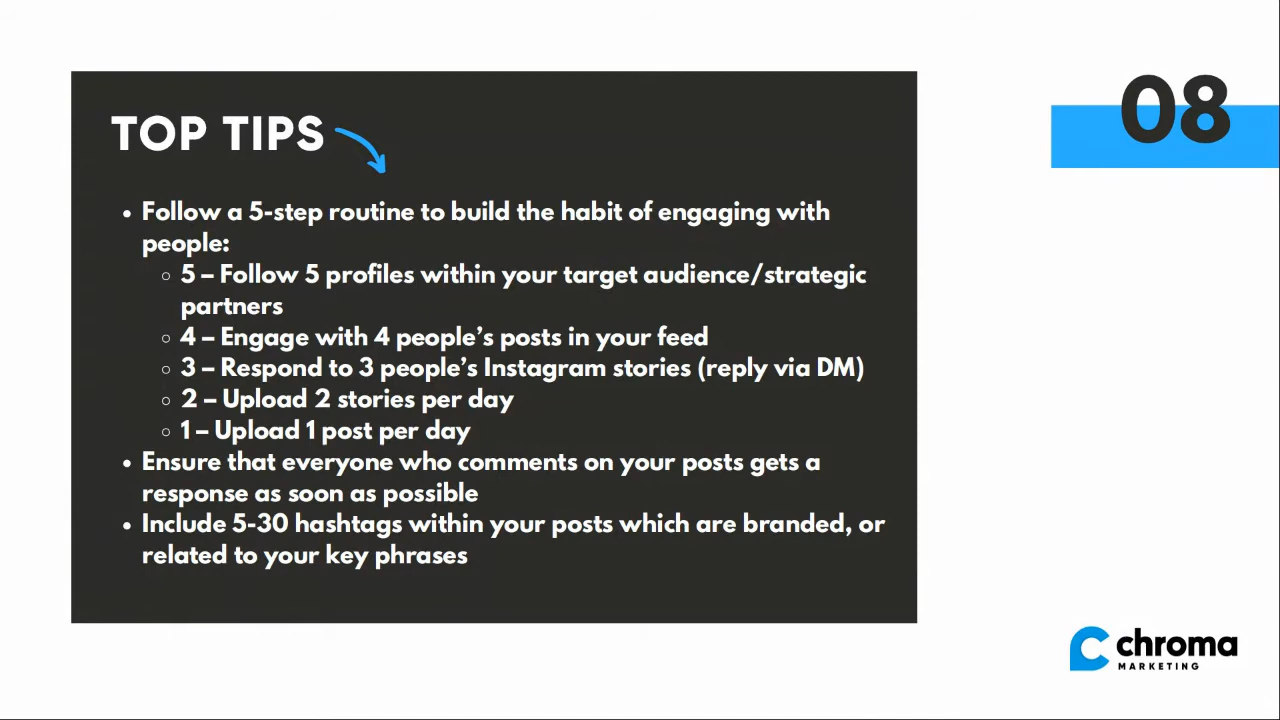 08
TOP TIPS
• Follow a 5-step routine to build the habit of engaging with
people:
○ 5 – Follow 5 profiles within your target audience/strategic
partners
○ 4 – Engage with 4 people’s posts in your feed
○ 3 – Respond to 3 people’s Instagram stories (reply via DM)
○ 2 – Upload 2 stories per day
○ 1 – Upload 1 post per day
• Ensure that everyone who comments on your posts gets a
response as soon as possible
• Include 5-30 hashtags within your posts which are branded, or
related to your key phrases
chroma
MARKETING